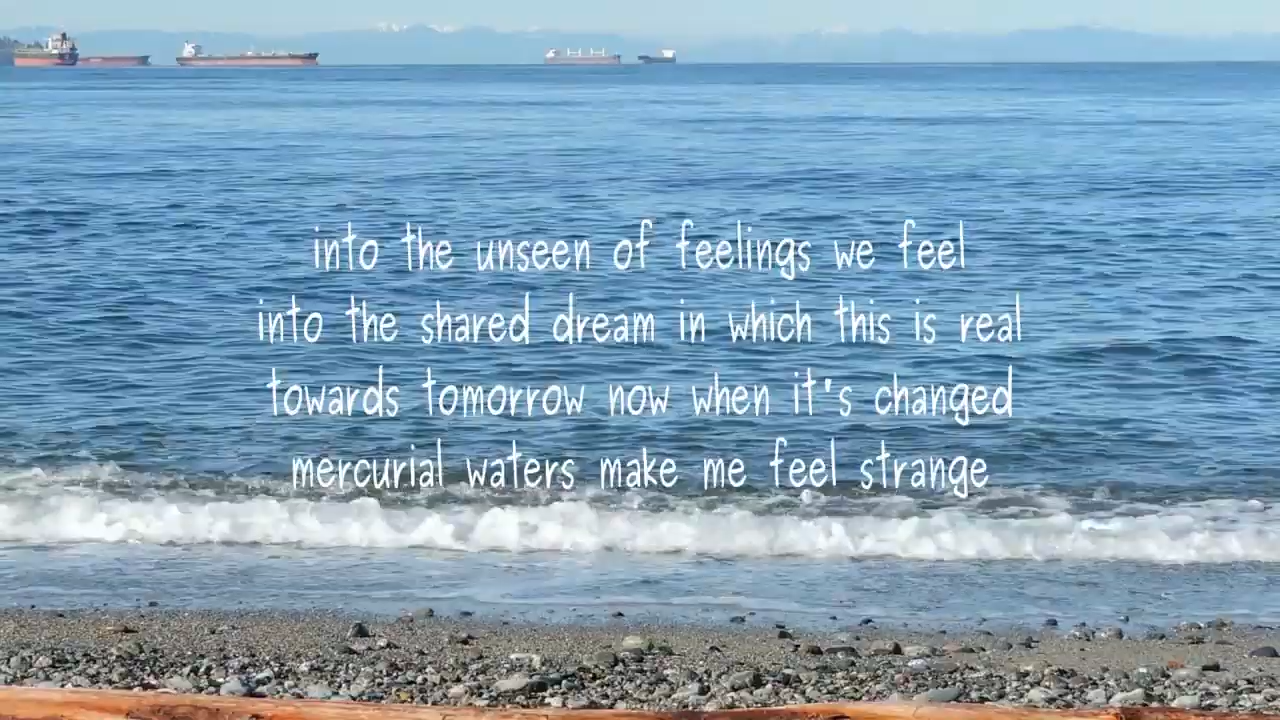 into the unseen of feelings we feel
into the shared dream in which this is real
towards tomorrow now when it's changed
mercurial waters make me feel strange